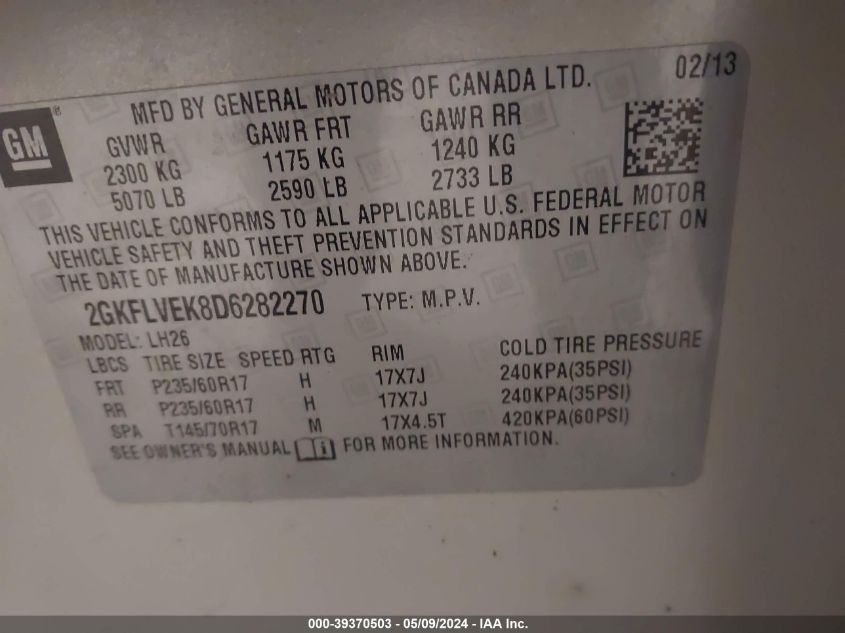 MFD BY GENERAL MOTORS OF CANADA LTD. 02/13
GM®
GVWR GAWR FRT GAWR RR
2300 KG 1175 KG 1240 KG
5070 LB 2590 LB 2733 LB
THIS VEHICLE CONFORMS TO ALL APPLICABLE U.S. FEDERAL MOTOR
VEHICLE SAFETY AND THEFT PREVENTION STANDARDS IN EFFECT ON
THE DATE OF MANUFACTURE SHOWN ABOVE.
2GKFLVEK8D6282270 TYPE: M.P.V.
MODEL: LH26
LBCS TIRE SIZE SPEED RTG RIM COLD TIRE PRESSURE
FRT P235/60R17 H 17X7J 240KPA(35PSI)
RR P235/60R17 H 17X7J 240KPA(35PSI)
SPA T145/70R17 M 17X4.5T 420KPA(60PSI)
SEE OWNER'S MANUAL FOR MORE INFORMATION.
000-39370503 - 05/09/2024 - IAA Inc.